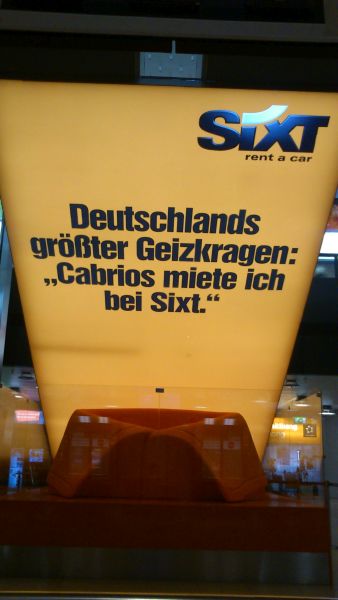 SIXT
rent a car
Deutschlands
größter Geizkragen:
„Cabrios miete ich
bei Sixt.“